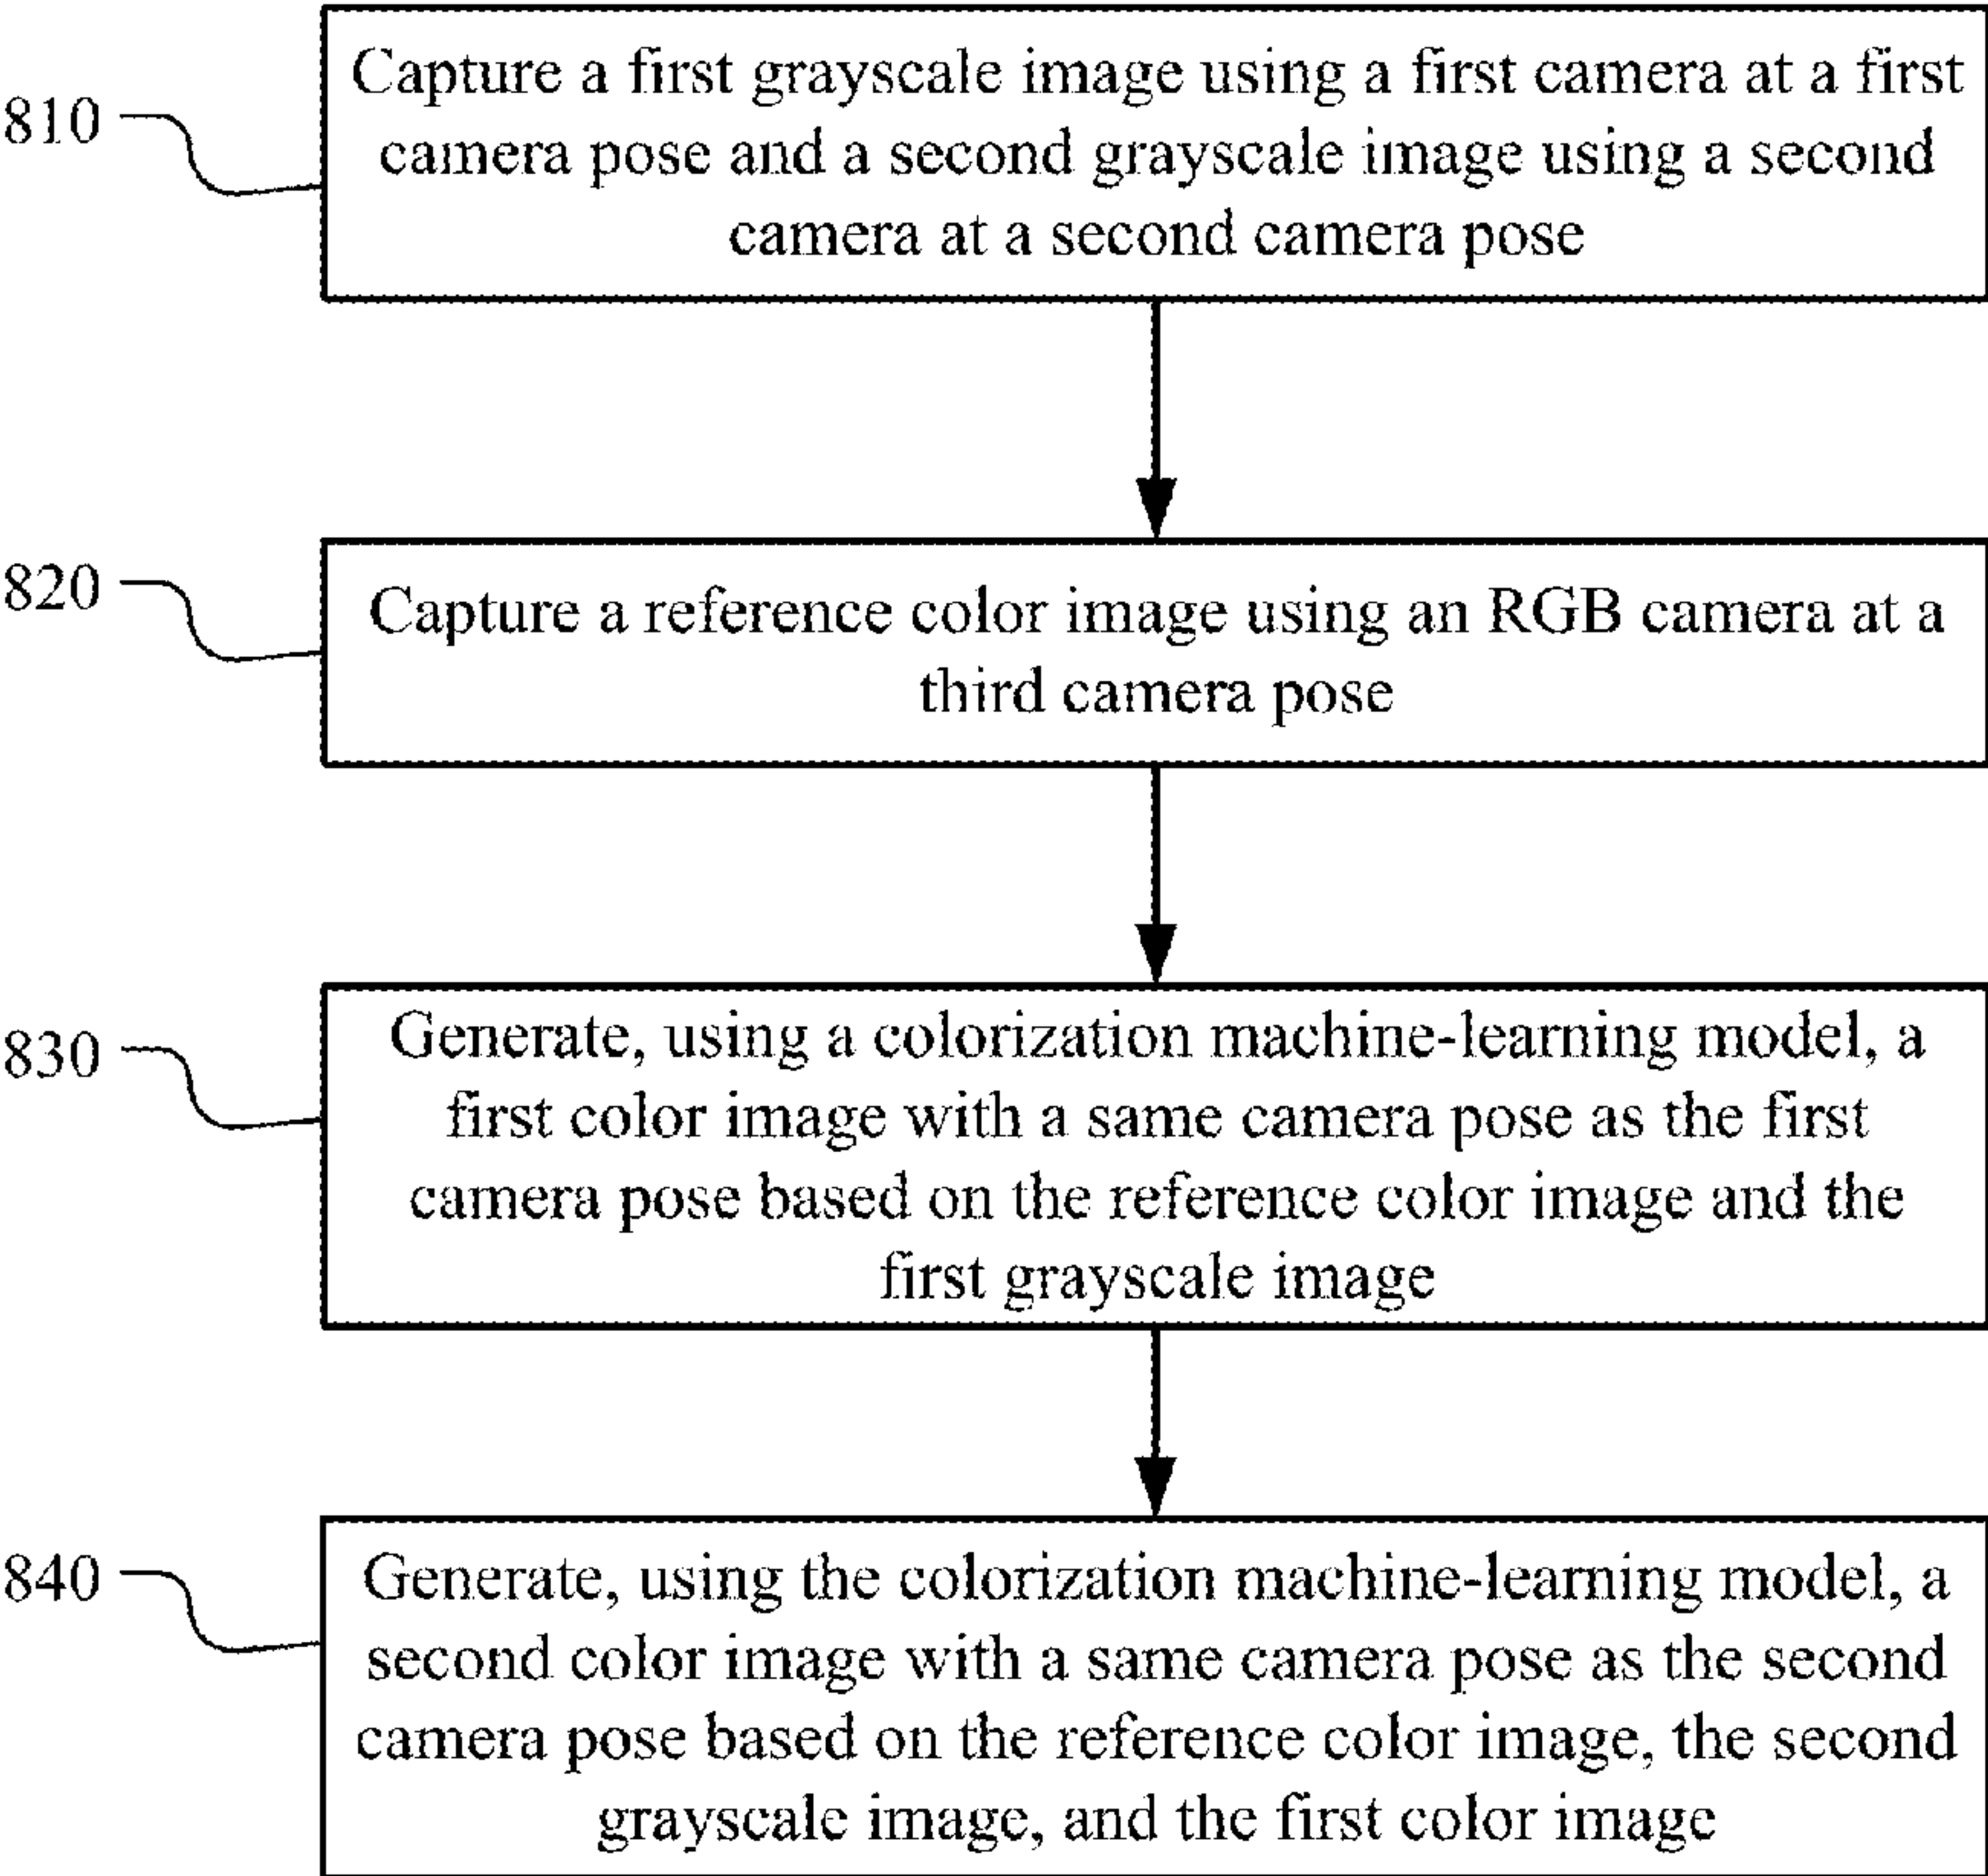 810
Capture a first grayscale image using a first camera at a first
camera pose and a second grayscale image using a second
camera at a second camera pose
820
Capture a reference color image using an RGB camera at a
third camera pose
830
Generate, using a colorization machine-learning model, a
first color image with a same camera pose as the first
camera pose based on the reference color image and the
first grayscale image
840
Generate, using the colorization machine-learning model, a
second color image with a same camera pose as the second
camera pose based on the reference color image, the second
grayscale image, and the first color image